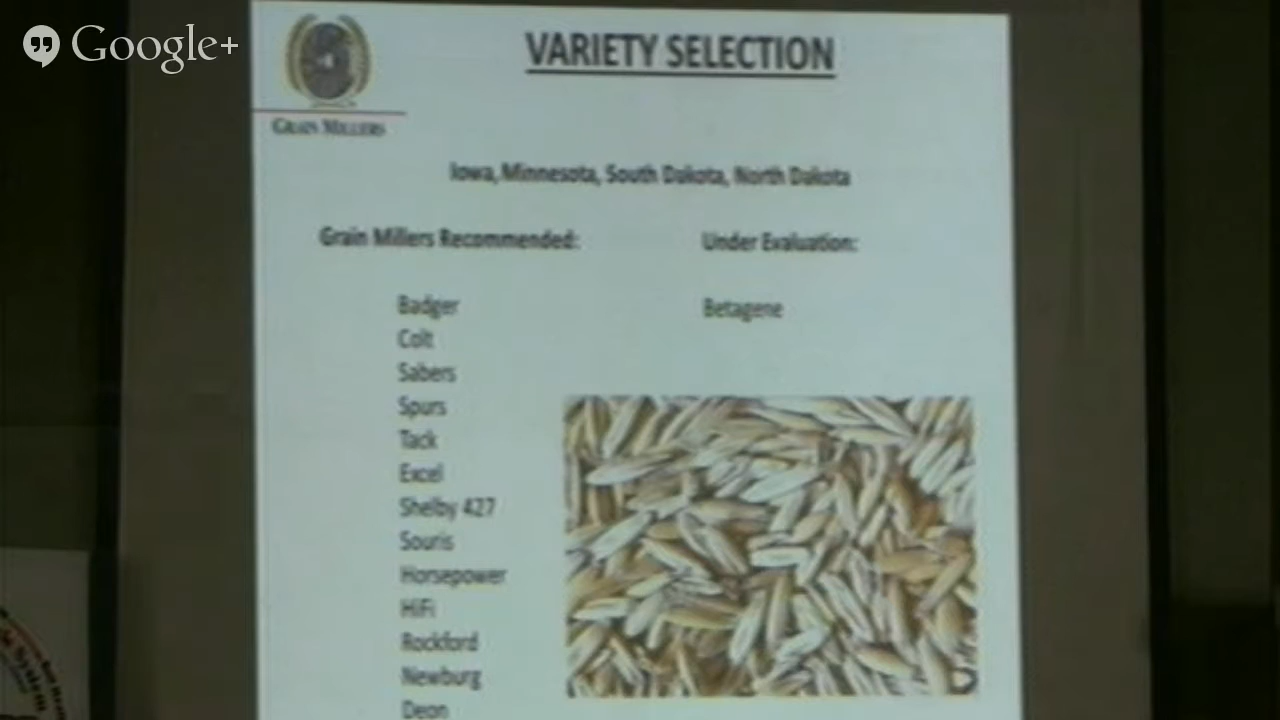 Google+
VARIETY SELECTION
GRAIN MILLERS
Iowa, Minnesota, South Dakota, North Dakota
Grain Millers Recommended:
Under Evaluation:
Badger
Betagene
Colt
Sabers
Spurs
Tack
Excel
Shelby 427
Souris
Horsepower
HiFi
Rockford
Newburg
Deon